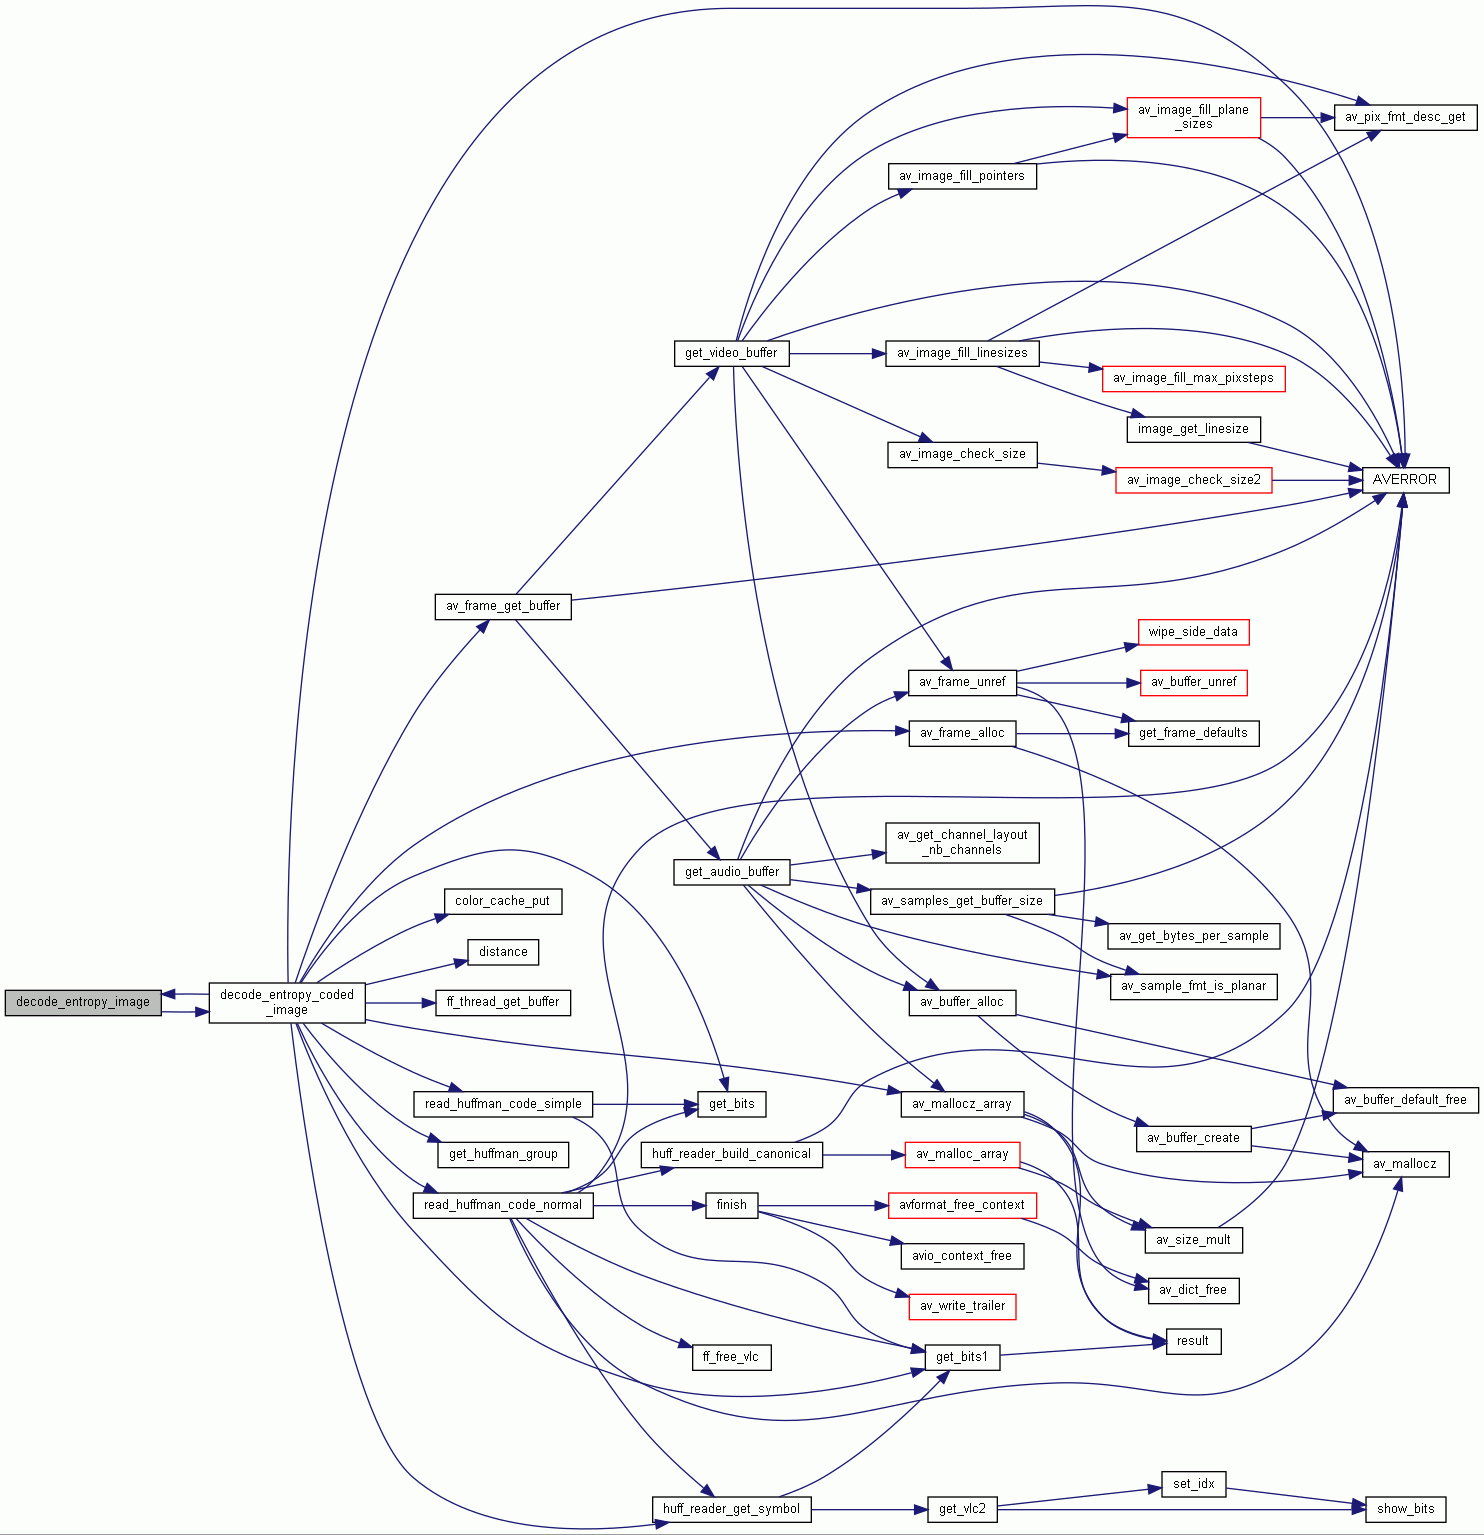 av_image_fill_plane
_sizes
av_pix_fmt_desc_get
av_image_fill_pointers
get_video_buffer
av_image_fill_linesizes
av_image_fill_max_pixsteps
image_get_linesize
av_image_check_size
av_image_check_size2
AVERROR
av_frame_get_buffer
wipe_side_data
av_frame_unref
av_buffer_unref
av_frame_alloc
get_frame_defaults
av_get_channel_layout
_nb_channels
get_audio_buffer
color_cache_put
av_samples_get_buffer_size
av_get_bytes_per_sample
distance
av_sample_fmt_is_planar
decode_entropy_image
decode_entropy_coded
_image
ff_thread_get_buffer
av_buffer_alloc
read_huffman_code_simple
get_bits
av_mallocz_array
av_buffer_default_free
av_buffer_create
get_huffman_group
huff_reader_build_canonical
av_malloc_array
av_mallocz
read_huffman_code_normal
finish
avformat_free_context
av_size_mult
avio_context_free
av_dict_free
av_write_trailer
result
ff_free_vlc
get_bits1
set_idx
huff_reader_get_symbol
get_vlc2
show_bits